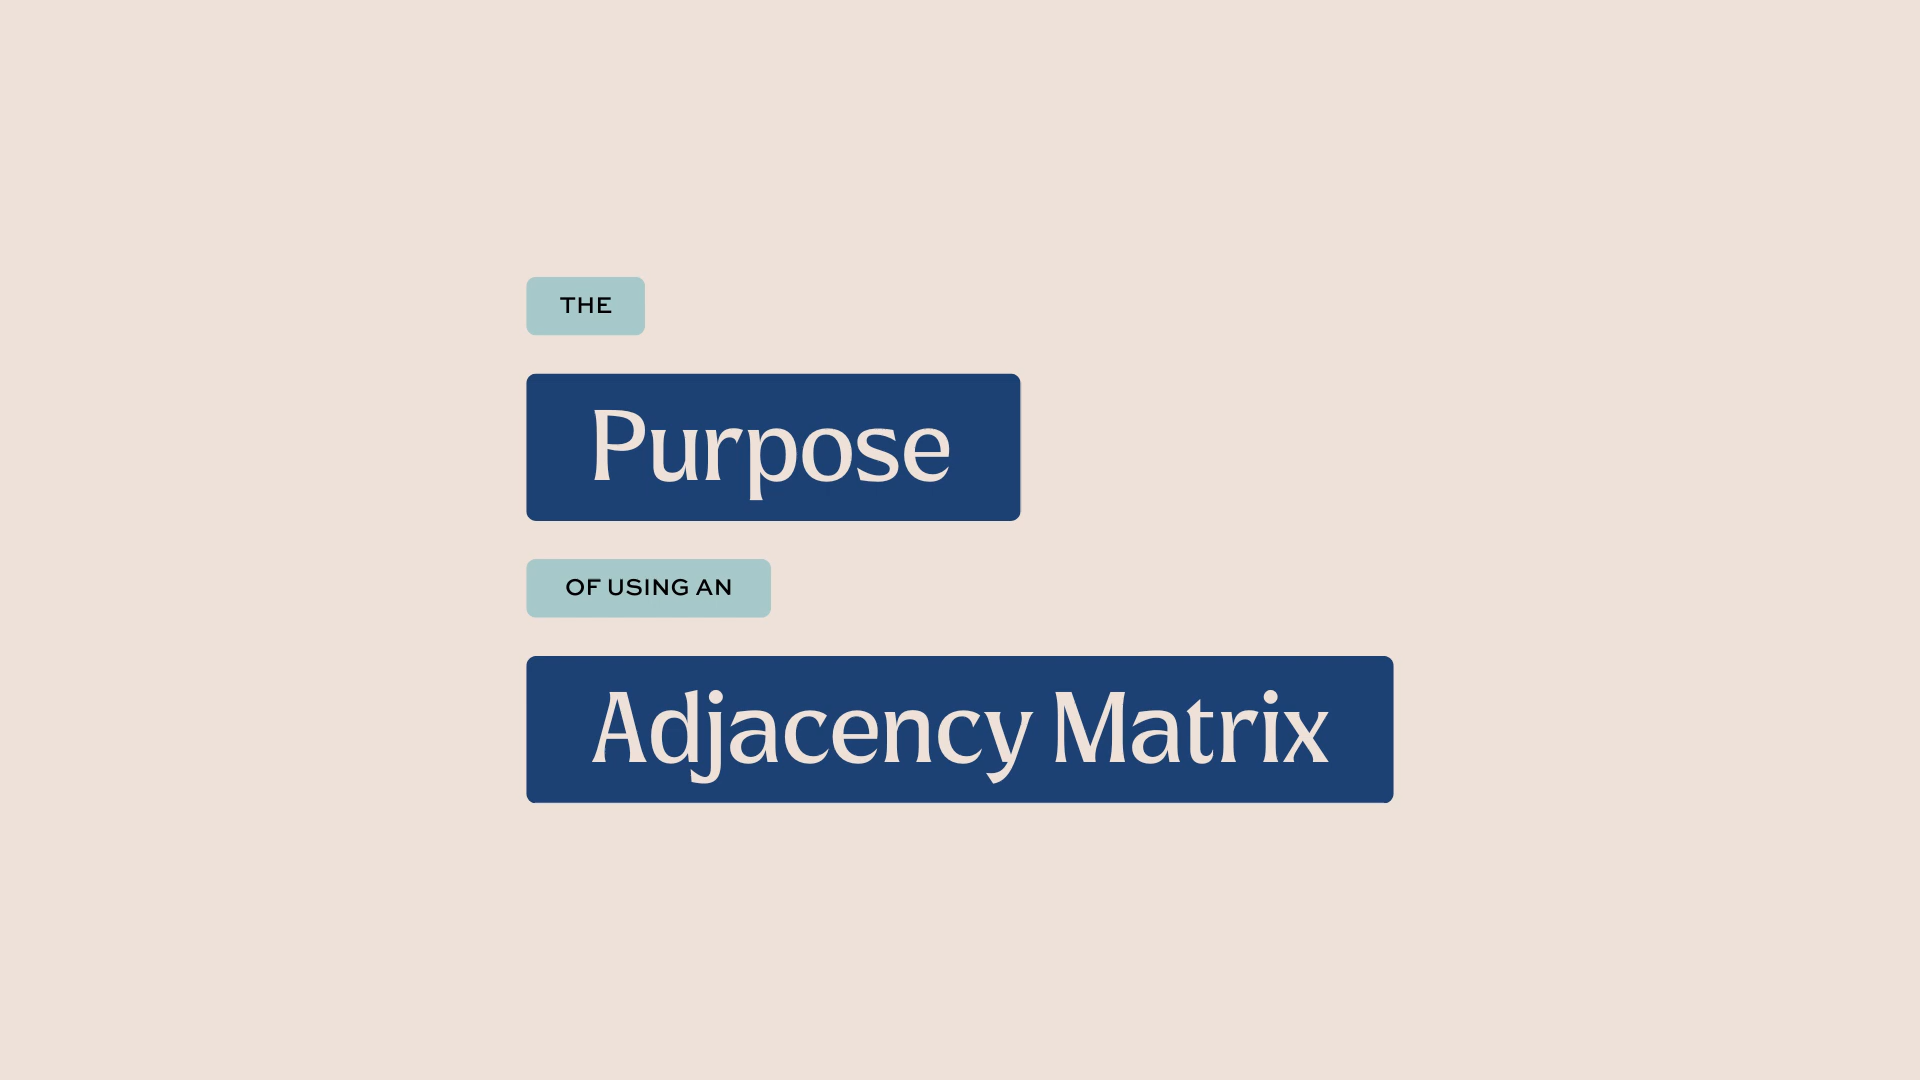 THE
Purpose
OF USING AN
Adjacency Matrix